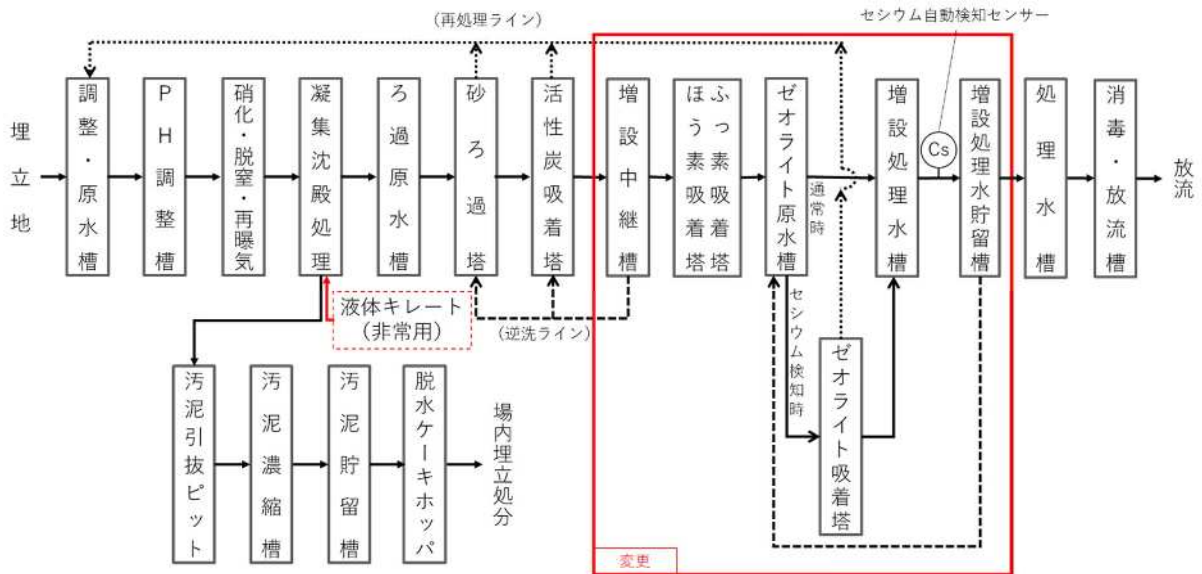 (再処理ライン)
セシウム自動検知センサー
埋立地
調整・原水槽
PH調整槽
硝化・脱窒・再曝気
凝集沈殿処理
ろ過原水槽
砂ろ過塔
活性炭吸着塔
増設中継槽
ふっ素吸着塔
ほう素吸着塔
ゼオライト原水槽
通常時
増設処理水槽
Cs
増設処理水貯留槽
処理水槽
消毒・放流槽
放流
液体キレート
(非常用)
(逆洗ライン)
セシウム検知時
ゼオライト吸着塔
汚泥引抜ピット
汚泥濃縮槽
汚泥貯留槽
脱水ケーキホッパ
場内埋立処分
変更